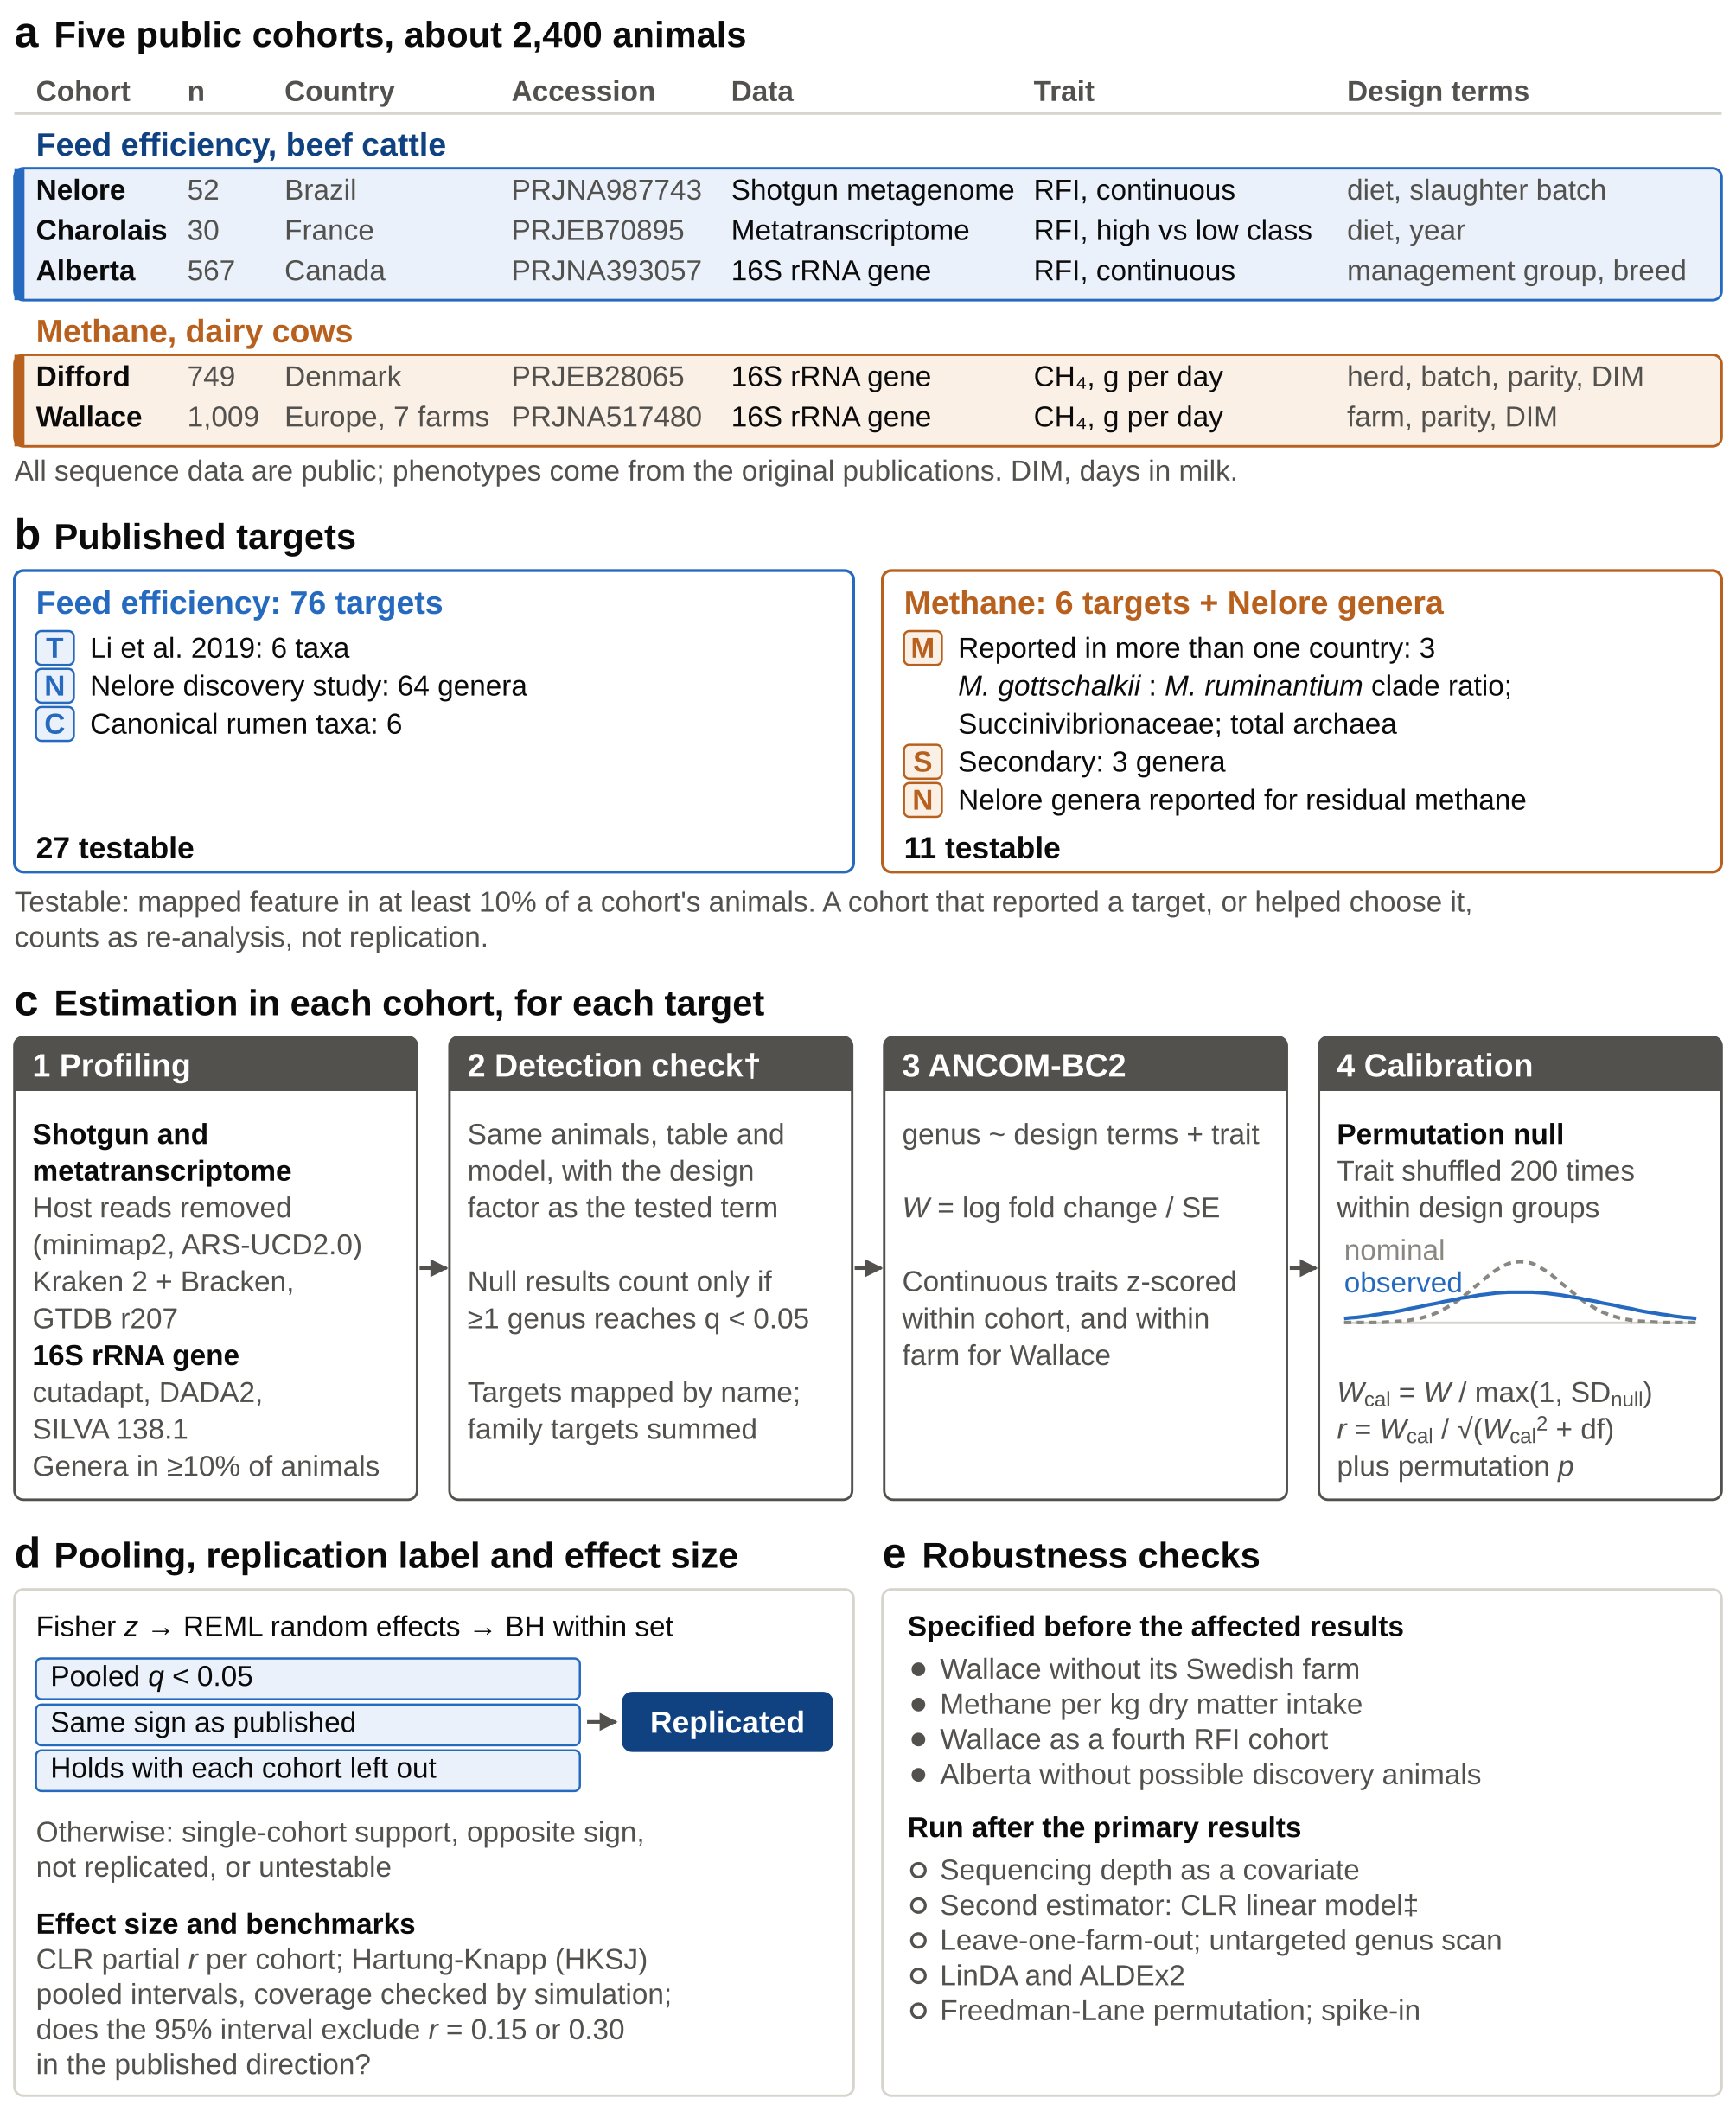 a Five public cohorts, about 2,400 animals
Cohort n Country Accession Data Trait Design terms
Feed efficiency, beef cattle
Nelore 52 Brazil PRJNA987743 Shotgun metagenome RFI, continuous diet, slaughter batch
Charolais 30 France PRJEB70895 Metatranscriptome RFI, high vs low class diet, year
Alberta 567 Canada PRJNA393057 16S rRNA gene RFI, continuous management group, breed
Methane, dairy cows
Difford 749 Denmark PRJEB28065 16S rRNA gene CH₄, g per day herd, batch, parity, DIM
Wallace 1,009 Europe, 7 farms PRJNA517480 16S rRNA gene CH₄, g per day farm, parity, DIM
All sequence data are public; phenotypes come from the original publications. DIM, days in milk.
b Published targets
Feed efficiency: 76 targets
T Li et al. 2019: 6 taxa
N Nelore discovery study: 64 genera
C Canonical rumen taxa: 6
27 testable
Methane: 6 targets + Nelore genera
M Reported in more than one country: 3
M. gottschalkii : M. ruminantium clade ratio;
Succinivibrionaceae; total archaea
S Secondary: 3 genera
N Nelore genera reported for residual methane
11 testable
Testable: mapped feature in at least 10% of a cohort's animals. A cohort that reported a target, or helped choose it,
counts as re-analysis, not replication.
c Estimation in each cohort, for each target
1 Profiling
Shotgun and
metatranscriptome
Host reads removed
(minimap2, ARS-UCD2.0)
Kraken 2 + Bracken,
GTDB r207
16S rRNA gene
cutadapt, DADA2,
SILVA 138.1
Genera in ≥10% of animals
2 Detection check†
Same animals, table and
model, with the design
factor as the tested term
Null results count only if
≥1 genus reaches q < 0.05
Targets mapped by name;
family targets summed
3 ANCOM-BC2
genus ~ design terms + trait
W = log fold change / SE
Continuous traits z-scored
within cohort, and within
farm for Wallace
4 Calibration
Permutation null
Trait shuffled 200 times
within design groups
nominal
observed
Wcal = W / max(1, SDnull)
r = Wcal / √(Wcal² + df)
plus permutation p
d Pooling, replication label and effect size
Fisher z → REML random effects → BH within set
Pooled q < 0.05
Same sign as published
Holds with each cohort left out
Replicated
Otherwise: single-cohort support, opposite sign,
not replicated, or untestable
Effect size and benchmarks
CLR partial r per cohort; Hartung-Knapp (HKSJ)
pooled intervals, coverage checked by simulation;
does the 95% interval exclude r = 0.15 or 0.30
in the published direction?
e Robustness checks
Specified before the affected results
● Wallace without its Swedish farm
● Methane per kg dry matter intake
● Wallace as a fourth RFI cohort
● Alberta without possible discovery animals
Run after the primary results
○ Sequencing depth as a covariate
○ Second estimator: CLR linear model‡
○ Leave-one-farm-out; untargeted genus scan
○ LinDA and ALDEx2
○ Freedman-Lane permutation; spike-in